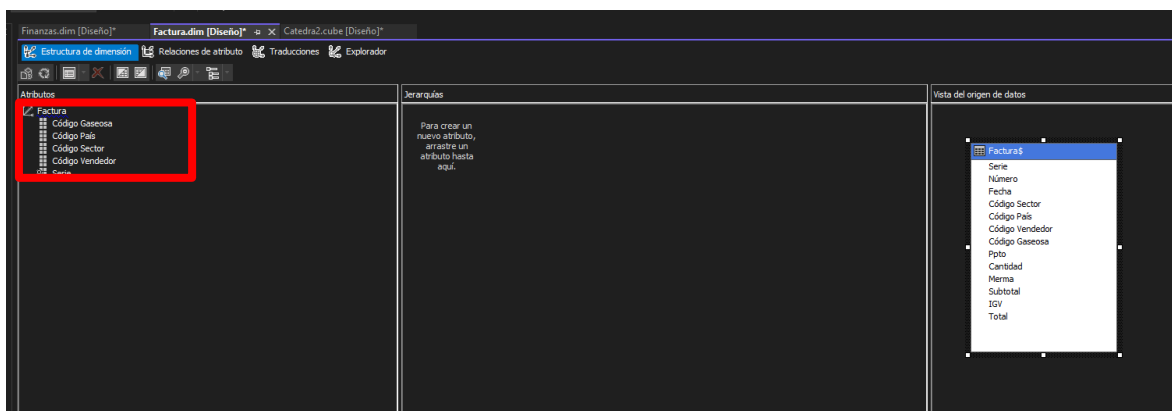 Finanzas.dim [Diseño]* Factura.dim [Diseño]* Catedra2.cube [Diseño]*
Estructura de dimensión Relaciones de atributo Traducciones Explorador
Atributos Jerarquías Vista del origen de datos
Factura
Código Gaseosa
Código País
Código Sector
Código Vendedor
Serie
Para crear un
nuevo atributo,
arrastre un
atributo hasta
aquí.
Factura$
Serie
Número
Fecha
Código Sector
Código País
Código Vendedor
Código Gaseosa
Ppto
Cantidad
Merma
Subtotal
IGV
Total